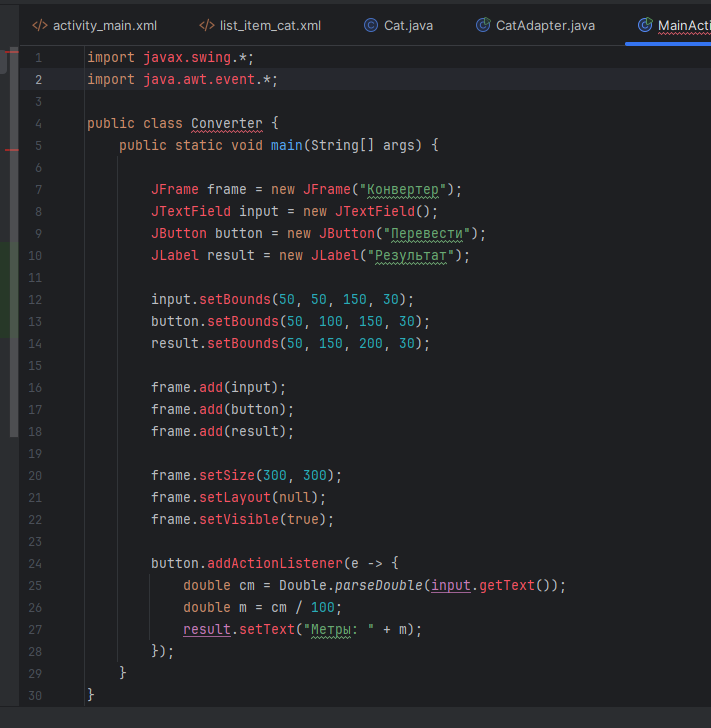 activity_main.xml list_item_cat.xml Cat.java CatAdapter.java MainActi
1 import javax.swing.*;
2 import java.awt.event.*;
3
4 public class Converter {
5 public static void main(String[] args) {
6
7 JFrame frame = new JFrame("Конвертер");
8 JTextField input = new JTextField();
9 JButton button = new JButton("Перевести");
10 JLabel result = new JLabel("Результат");
11
12 input.setBounds(50, 50, 150, 30);
13 button.setBounds(50, 100, 150, 30);
14 result.setBounds(50, 150, 200, 30);
15
16 frame.add(input);
17 frame.add(button);
18 frame.add(result);
19
20 frame.setSize(300, 300);
21 frame.setLayout(null);
22 frame.setVisible(true);
23
24 button.addActionListener(e -> {
25 double cm = Double.parseDouble(input.getText());
26 double m = cm / 100;
27 result.setText("Метры: " + m);
28 });
29 }
30 }